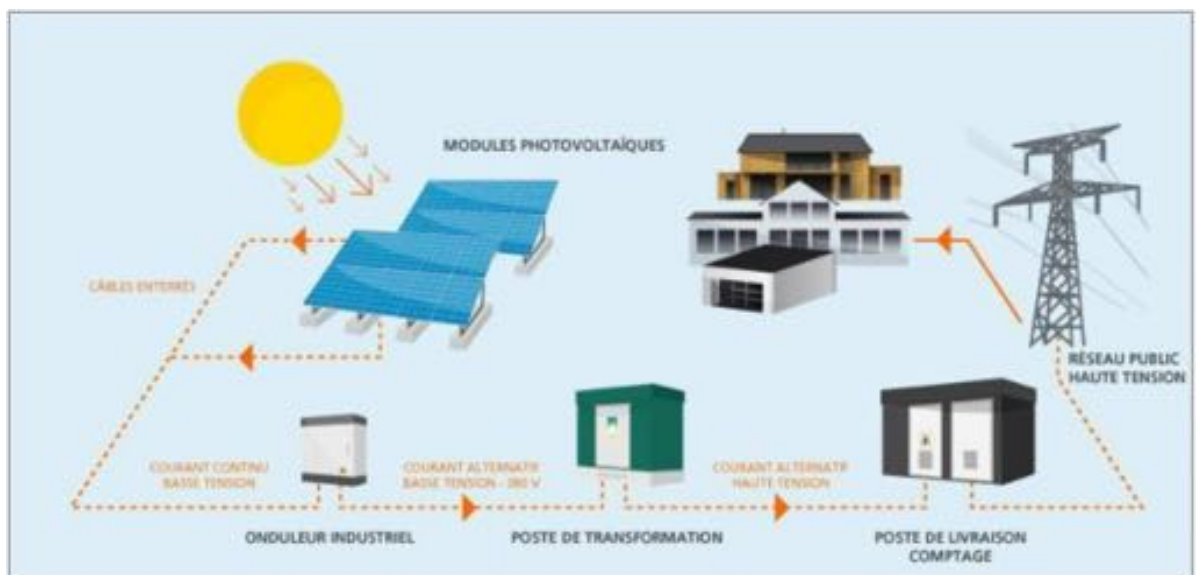 MODULES PHOTOVOLTAÏQUES
CÂBLES ENTERRÉS
RÉSEAU PUBLIC
HAUTE TENSION
COURANT CONTINU
BASSE TENSION
COURANT ALTERNATIF
BASSE TENSION - 380 V
COURANT ALTERNATIF
HAUTE TENSION
ONDULEUR INDUSTRIEL
POSTE DE TRANSFORMATION
POSTE DE LIVRAISON
COMPTAGE